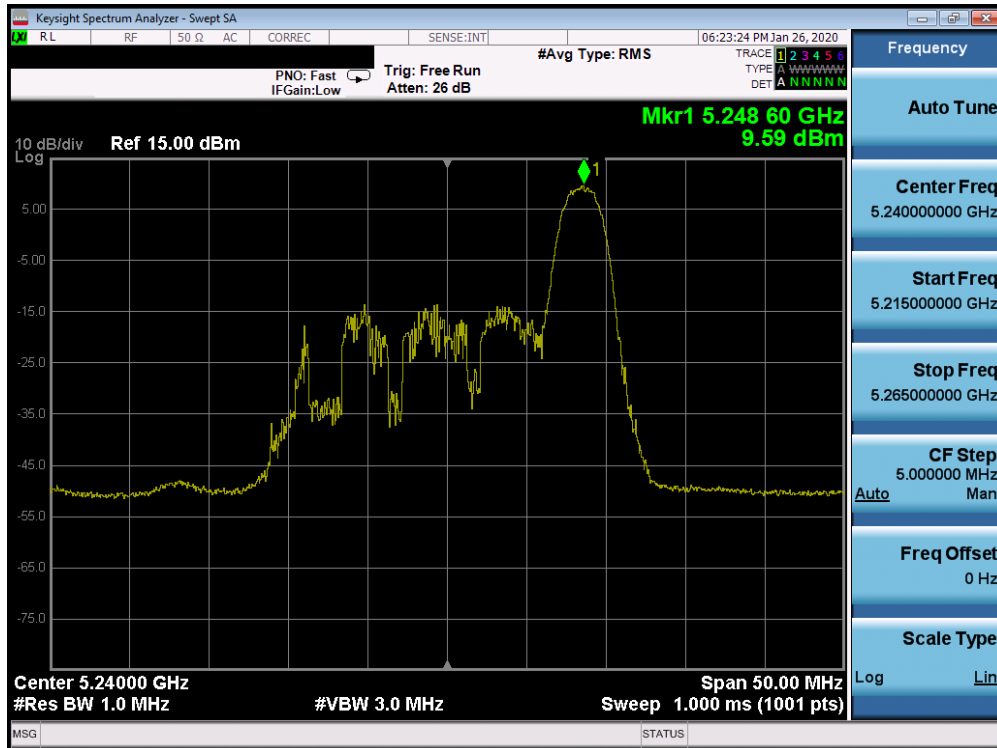 Keysight Spectrum Analyzer - Swept SA
LXI RL RF 50 Ω AC CORREC SENSE:INT 06:23:24 PM Jan 26, 2020
#Avg Type: RMS TRACE 1 2 3 4 5 6
PNO: Fast Trig: Free Run TYPE A WWWWW
IFGain:Low Atten: 26 dB DET A N N N N N
Mkr1 5.248 60 GHz
9.59 dBm
10 dB/div Ref 15.00 dBm
Log
1
5.00
-5.00
-15.0
-25.0
-35.0
-45.0
-55.0
-65.0
-75.0
Center 5.24000 GHz Span 50.00 MHz
#Res BW 1.0 MHz #VBW 3.0 MHz Sweep 1.000 ms (1001 pts)
MSG STATUS
Frequency
Auto Tune
Center Freq
5.240000000 GHz
Start Freq
5.215000000 GHz
Stop Freq
5.265000000 GHz
CF Step
5.000000 MHz
Auto Man
Freq Offset
0 Hz
Scale Type
Log Lin